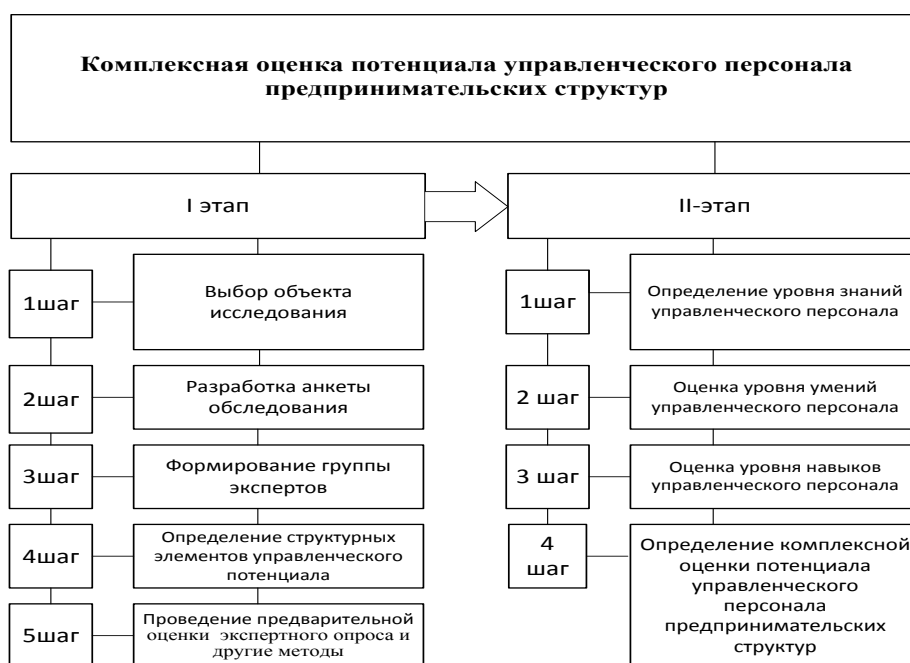 Комплексная оценка потенциала управленческого персонала
предпринимательских структур
I этап
1шаг
Выбор объекта
исследования
2шаг
Разработка анкеты
обследования
3шаг
Формирование группы
экспертов
4шаг
Определение структурных
элементов управленческого
потенциала
5шаг
Проведение предварительной
оценки экспертного опроса и
другие методы
II-этап
1шаг
Определение уровня знаний
управленческого персонала
2 шаг
Оценка уровня умений
управленческого персонала
3 шаг
Оценка уровня навыков
управленческого персонала
4
шаг
Определение комплексной
оценки потенциала
управленческого
персонала
предпринимательских
структур